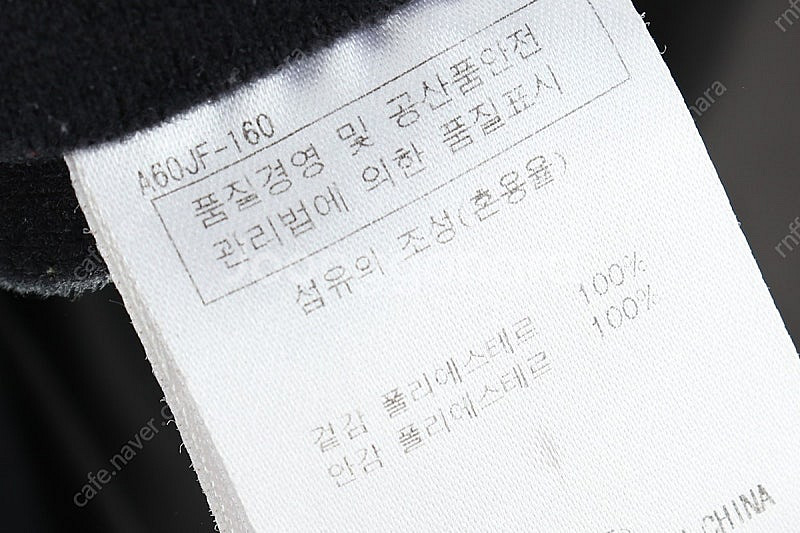 A60JF-160
품질경영 및 공산품안전
관리법에 의한 품질표시
섬유의 조성(혼용율)
겉감 폴리에스테르 100%
안감 폴리에스테르 100%
CHINA
cafe.naver